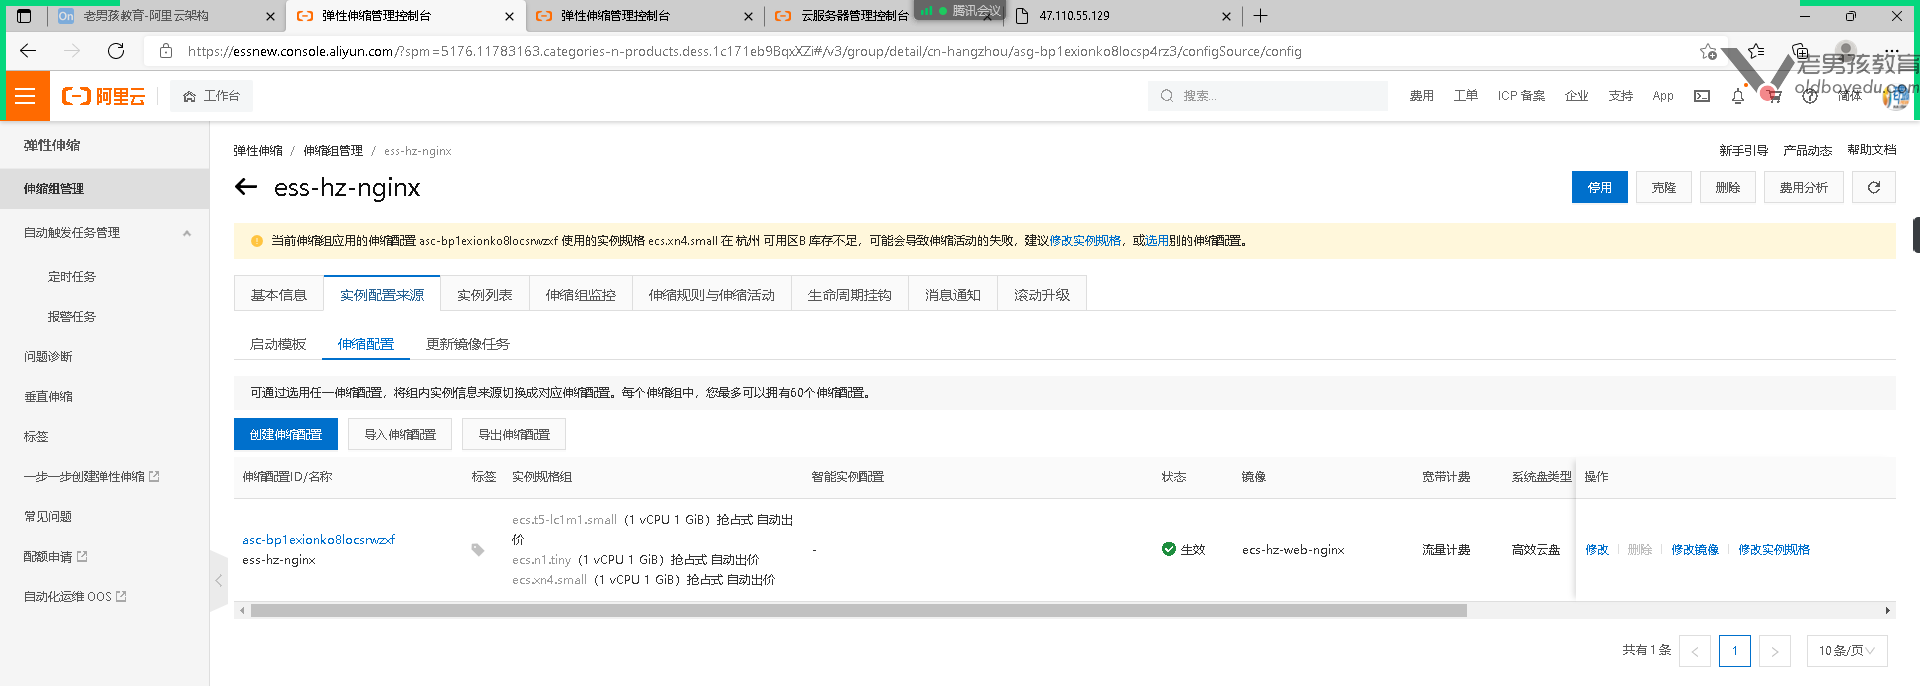 老男孩教育-阿里云架构
弹性伸缩管理控制台
弹性伸缩管理控制台
云服务器管理控制台
腾讯会议
47.110.55.129
https://essnew.console.aliyun.com/?spm=5176.11783163.categories-n-products.dess.1c171eb9BqxXZi#/v3/group/detail/cn-hangzhou/asg-bp1exionko8locsp4rz3/configSource/config
老男孩教育
oldboyedu.com
阿里云
工作台
搜索...
费用
工单
ICP 备案
企业
支持
App
简体
弹性伸缩
伸缩组管理
自动触发任务管理
定时任务
报警任务
问题诊断
垂直伸缩
标签
一步一步创建弹性伸缩
常见问题
配额申请
自动化运维 OOS
弹性伸缩 / 伸缩组管理 / ess-hz-nginx
新手引导 产品动态 帮助文档
ess-hz-nginx
停用 克隆 删除 费用分析
当前伸缩组应用的伸缩配置 asc-bp1exionko8locsrwzxf 使用的实例规格 ecs.xn4.small 在 杭州 可用区B 库存不足，可能会导致伸缩活动的失败，建议修改实例规格，或选用别的伸缩配置。
基本信息 实例配置来源 实例列表 伸缩组监控 伸缩规则与伸缩活动 生命周期挂钩 消息通知 滚动升级
启动模板 伸缩配置 更新镜像任务
可通过选用任一伸缩配置，将组内实例信息来源切换成对应伸缩配置。每个伸缩组中，您最多可以拥有60个伸缩配置。
创建伸缩配置 导入伸缩配置 导出伸缩配置
伸缩配置ID/名称 标签 实例规格组 智能实例配置 状态 镜像 宽带计费 系统盘类型 操作
asc-bp1exionko8locsrwzxf
ess-hz-nginx
ecs.t5-lc1m1.small（1 vCPU 1 GiB）抢占式 自动出
价
ecs.n1.tiny（1 vCPU 1 GiB）抢占式 自动出价
ecs.xn4.small（1 vCPU 1 GiB）抢占式 自动出价
-
生效
ecs-hz-web-nginx
流量计费
高效云盘
修改 删除 修改镜像 修改实例规格
共有1条 < 1 > 10 条/页